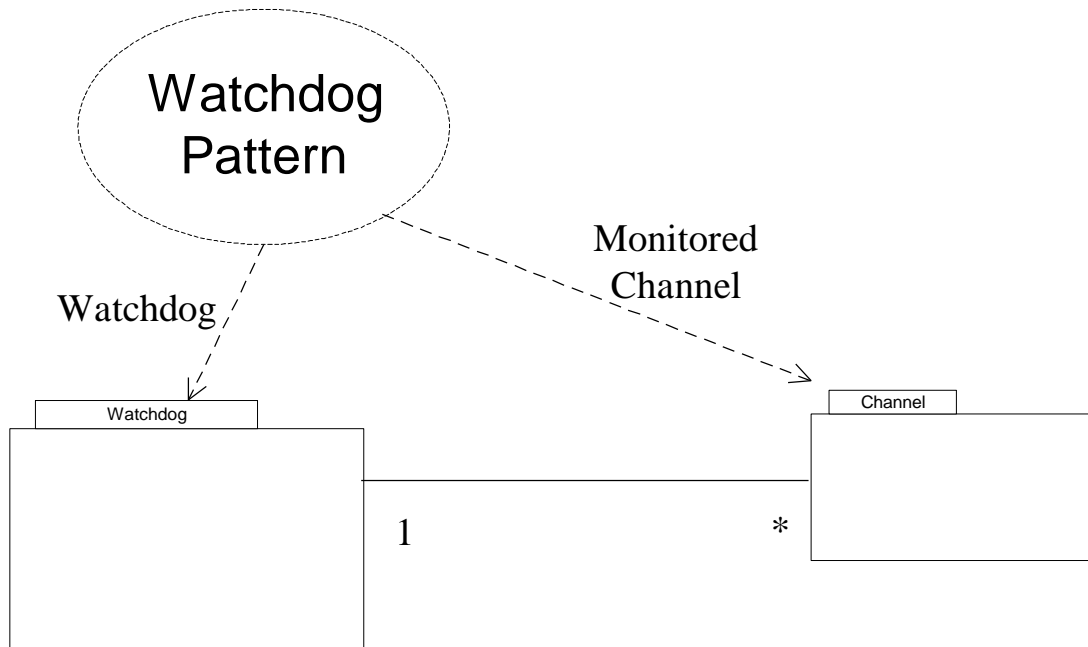 Watchdog
Pattern
Monitored
Channel
Watchdog
Watchdog
Channel
1
*